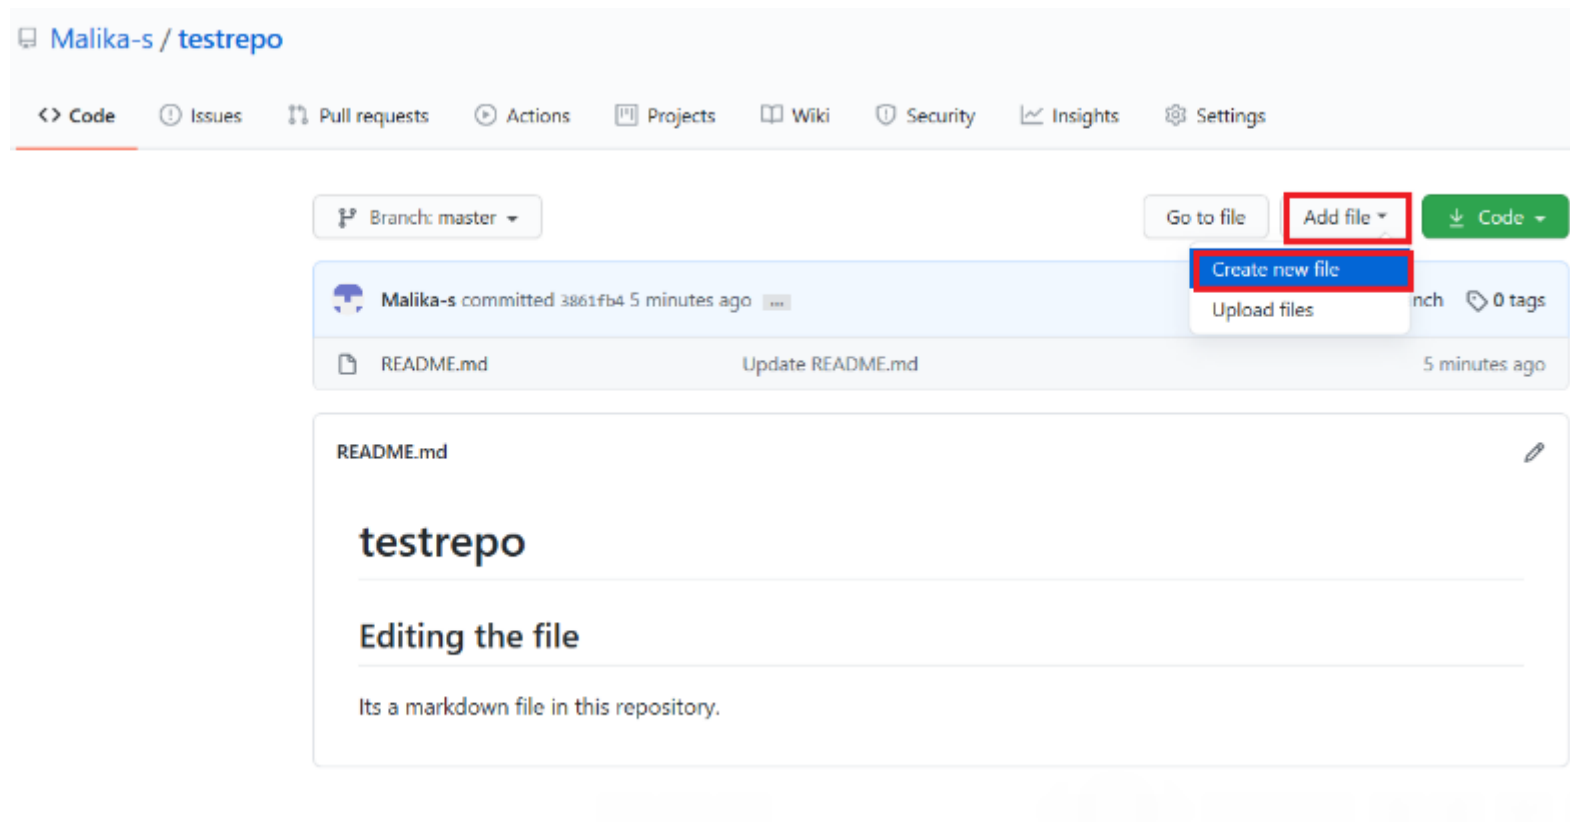 Malika-s / testrepo
Code Issues Pull requests Actions Projects Wiki Security Insights Settings
Branch: master Go to file Add file Code
Create new file
Malika-s committed 3861fb4 5 minutes ago ... nch 0 tags
Upload files
README.md Update README.md 5 minutes ago
README.md
testrepo
Editing the file
Its a markdown file in this repository.